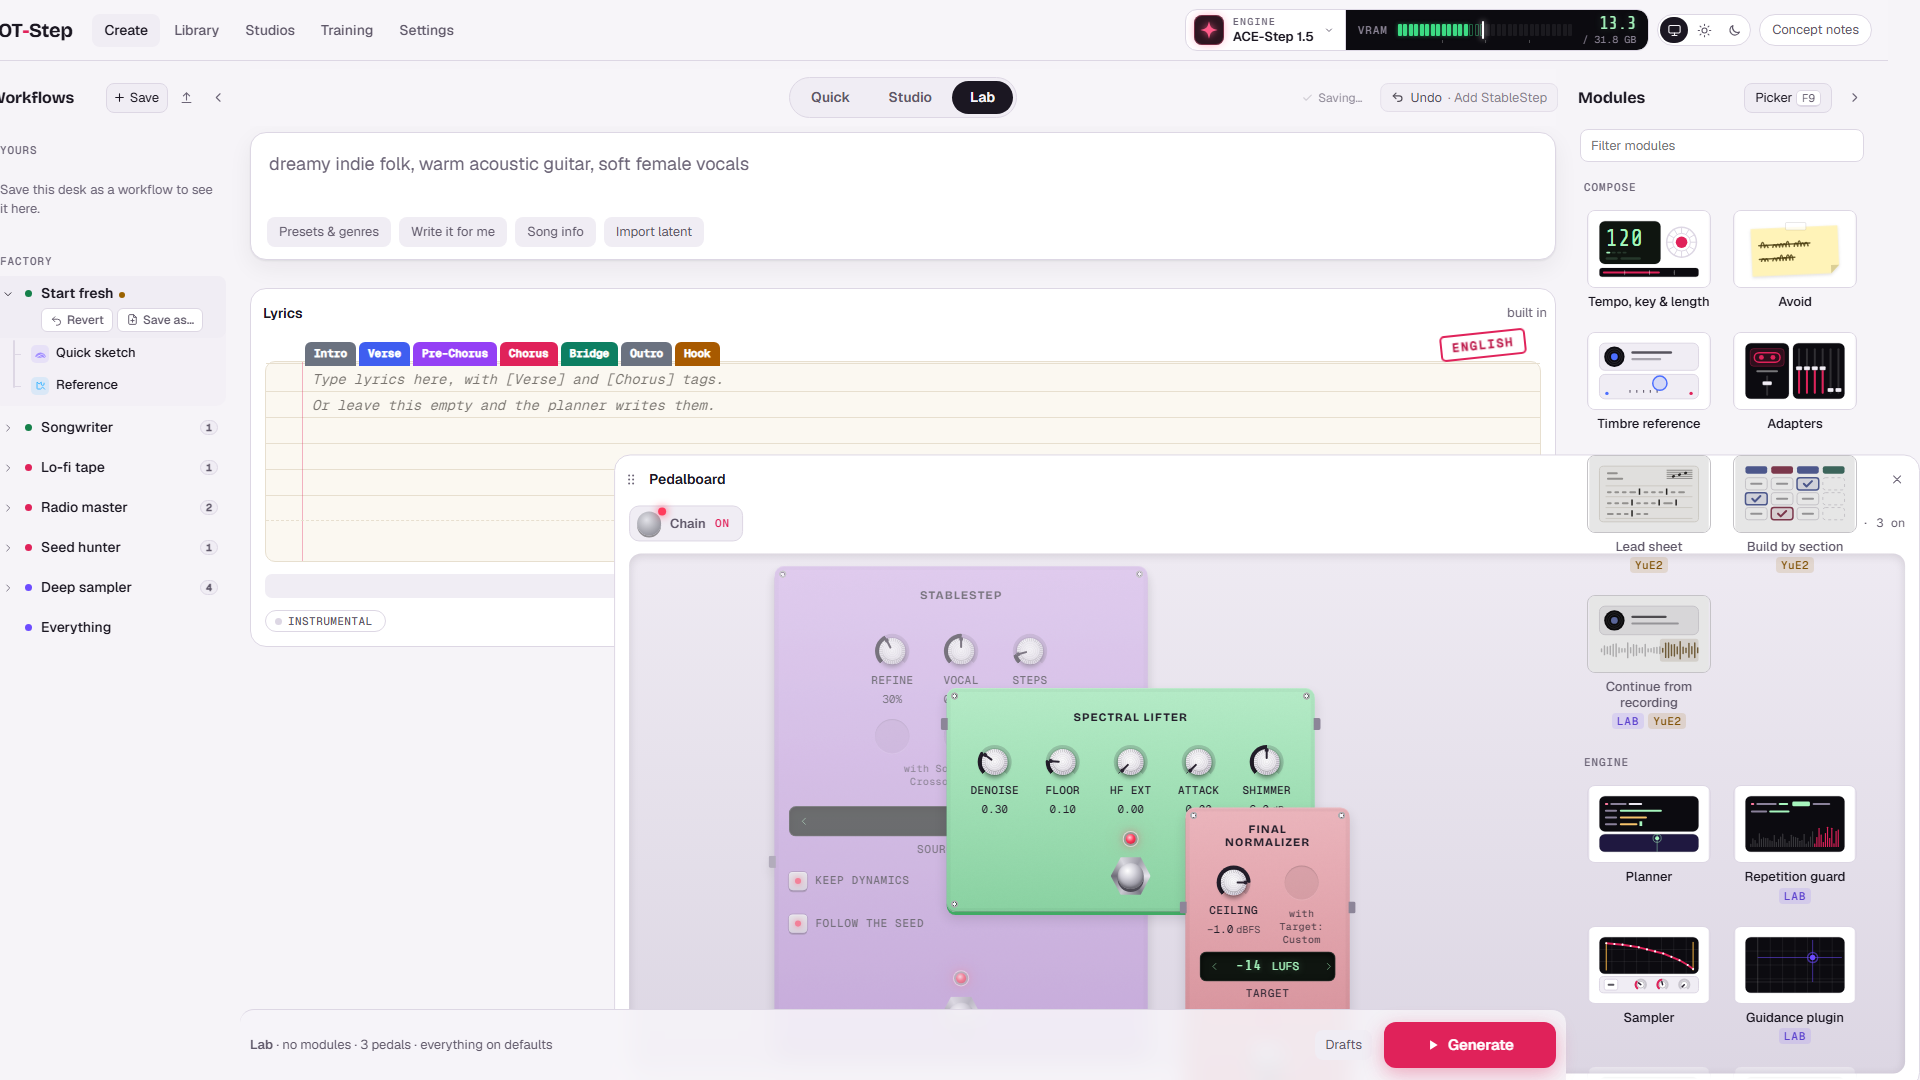 OT-Step
Create
Library
Studios
Training
Settings
ENGINE
ACE-Step 1.5
VRAM
13.3
/ 31.8 GB
Concept notes
Workflows
+ Save
YOURS
Save this desk as a workflow to see
it here.
FACTORY
Start fresh
Revert
Save as...
Quick sketch
Reference
Songwriter
1
Lo-fi tape
1
Radio master
2
Seed hunter
1
Deep sampler
4
Everything
Quick
Studio
Lab
Saving...
Undo · Add StableStep
dreamy indie folk, warm acoustic guitar, soft female vocals
Presets & genres
Write it for me
Song info
Import latent
Lyrics
built in
Intro
Verse
Pre-Chorus
Chorus
Bridge
Outro
Hook
ENGLISH
Type lyrics here, with [Verse] and [Chorus] tags.
Or leave this empty and the planner writes them.
INSTRUMENTAL
Pedalboard
Chain ON
· 3 on
STABLESTEP
REFINE
VOCAL
STEPS
30%
KEEP DYNAMICS
FOLLOW THE SEED
SPECTRAL LIFTER
DENOISE
FLOOR
HF EXT
ATTACK
SHIMMER
0.30
0.10
0.00
FINAL
NORMALIZER
CEILING
-1.0 dBFS
with
Target:
Custom
-14 LUFS
TARGET
Modules
Picker F9
Filter modules
COMPOSE
120
Tempo, key & length
Avoid
Timbre reference
Adapters
Lead sheet
YuE2
Build by section
YuE2
Continue from
recording
LAB
YuE2
ENGINE
Planner
Repetition guard
LAB
Sampler
Guidance plugin
LAB
Lab · no modules · 3 pedals · everything on defaults
Drafts
Generate